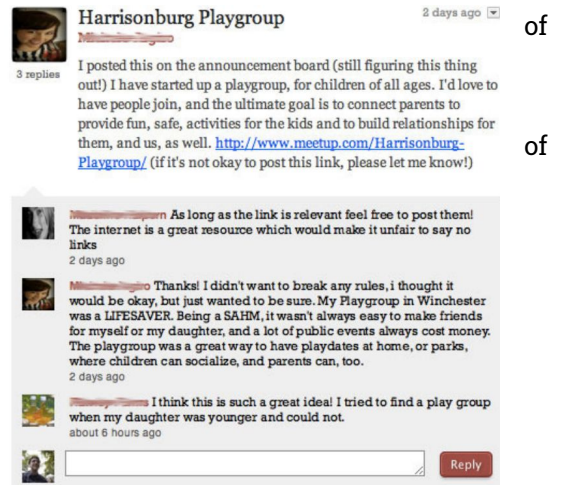 Harrisonburg Playgroup
2 days ago
of
3 replies
I posted this on the announcement board (still figuring this thing
out!) I have started up a playgroup, for children of all ages. I'd love to
have people join, and the ultimate goal is to connect parents to
provide fun, safe, activities for the kids and to build relationships for
them, and us, as well. http://www.meetup.com/Harrisonburg-
Playgroup/ (if it's not okay to post this link, please let me know!)
of
As long as the link is relevant feel free to post them!
The internet is a great resource which would make it unfair to say no
links
2 days ago
Thanks! I didn't want to break any rules, i thought it
would be okay, but just wanted to be sure. My Playgroup in Winchester
was a LIFESAVER. Being a SAHM, it wasn't always easy to make friends
for myself or my daughter, and a lot of public events always cost money.
The playgroup was a great way to have playdates at home, or parks,
where children can socialize, and parents can, too.
2 days ago
I think this is such a great idea! I tried to find a play group
when my daughter was younger and could not.
about 6 hours ago
Reply